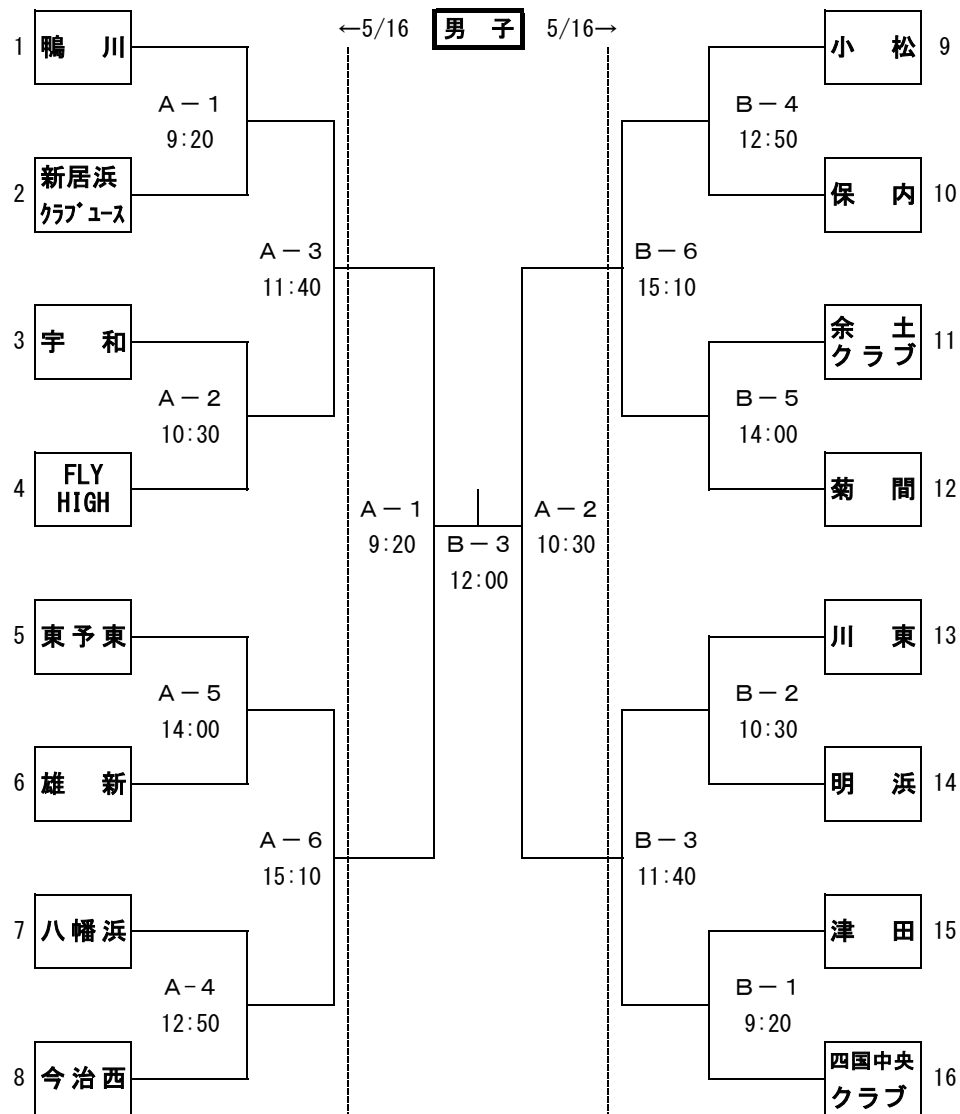 ←5/16 男子 5/16→
1 鴨川
A－1
9:20
2 新居浜
ｸﾗﾌﾞﾕｰｽ
A－3
11:40
3 宇和
A－2
10:30
4 FLY
HIGH
A－1
9:20
5 東予東
A－5
14:00
6 雄新
A－6
15:10
7 八幡浜
A-4
12:50
8 今治西
B－3
12:00
小松 9
B－4
12:50
保内 10
B－6
15:10
余土
クラブ 11
B－5
14:00
菊間 12
A－2
10:30
川東 13
B－2
10:30
明浜 14
B－3
11:40
津田 15
B－1
9:20
四国中央
クラブ 16